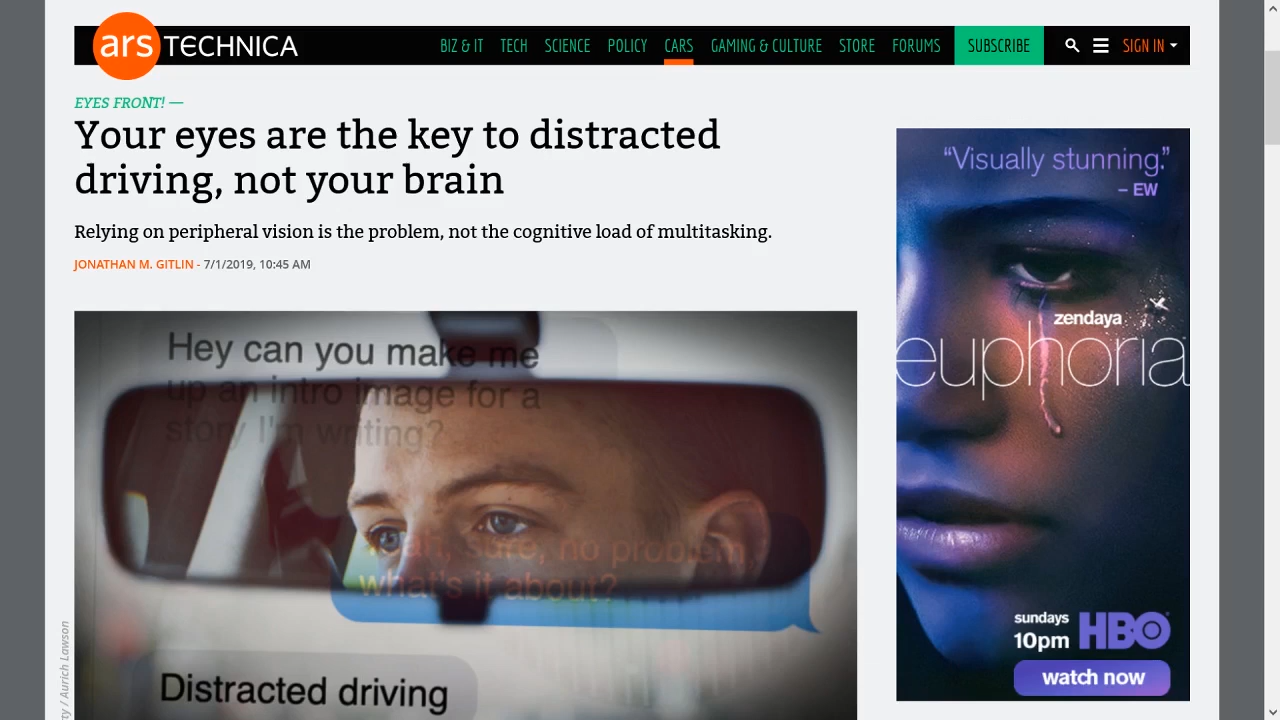 ars TECHNICA
BIZ & IT TECH SCIENCE POLICY CARS GAMING & CULTURE STORE FORUMS SUBSCRIBE SIGN IN
EYES FRONT! —
Your eyes are the key to distracted
driving, not your brain
Relying on peripheral vision is the problem, not the cognitive load of multitasking.
JONATHAN M. GITLIN - 7/1/2019, 10:45 AM
Hey can you make me
up an intro image for a
story I'm writing?
Yeah, sure, no problem,
what's it about?
Distracted driving
/ Aurich Lawson
“Visually stunning.”
– EW
zendaya
euphoria
sundays
10pm HBO
watch now